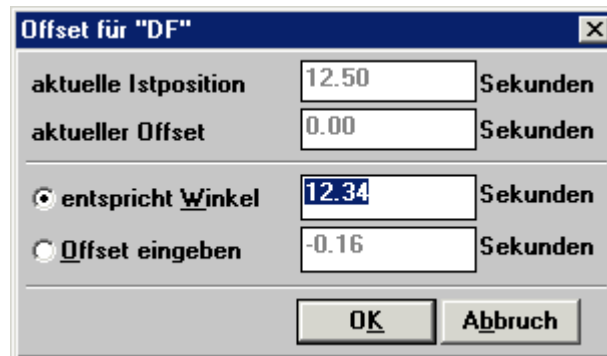 Offset für "DF"
aktuelle Istposition 12.50 Sekunden
aktueller Offset 0.00 Sekunden
entspricht Winkel 12.34 Sekunden
Offset eingeben -0.16 Sekunden
OK Abbruch